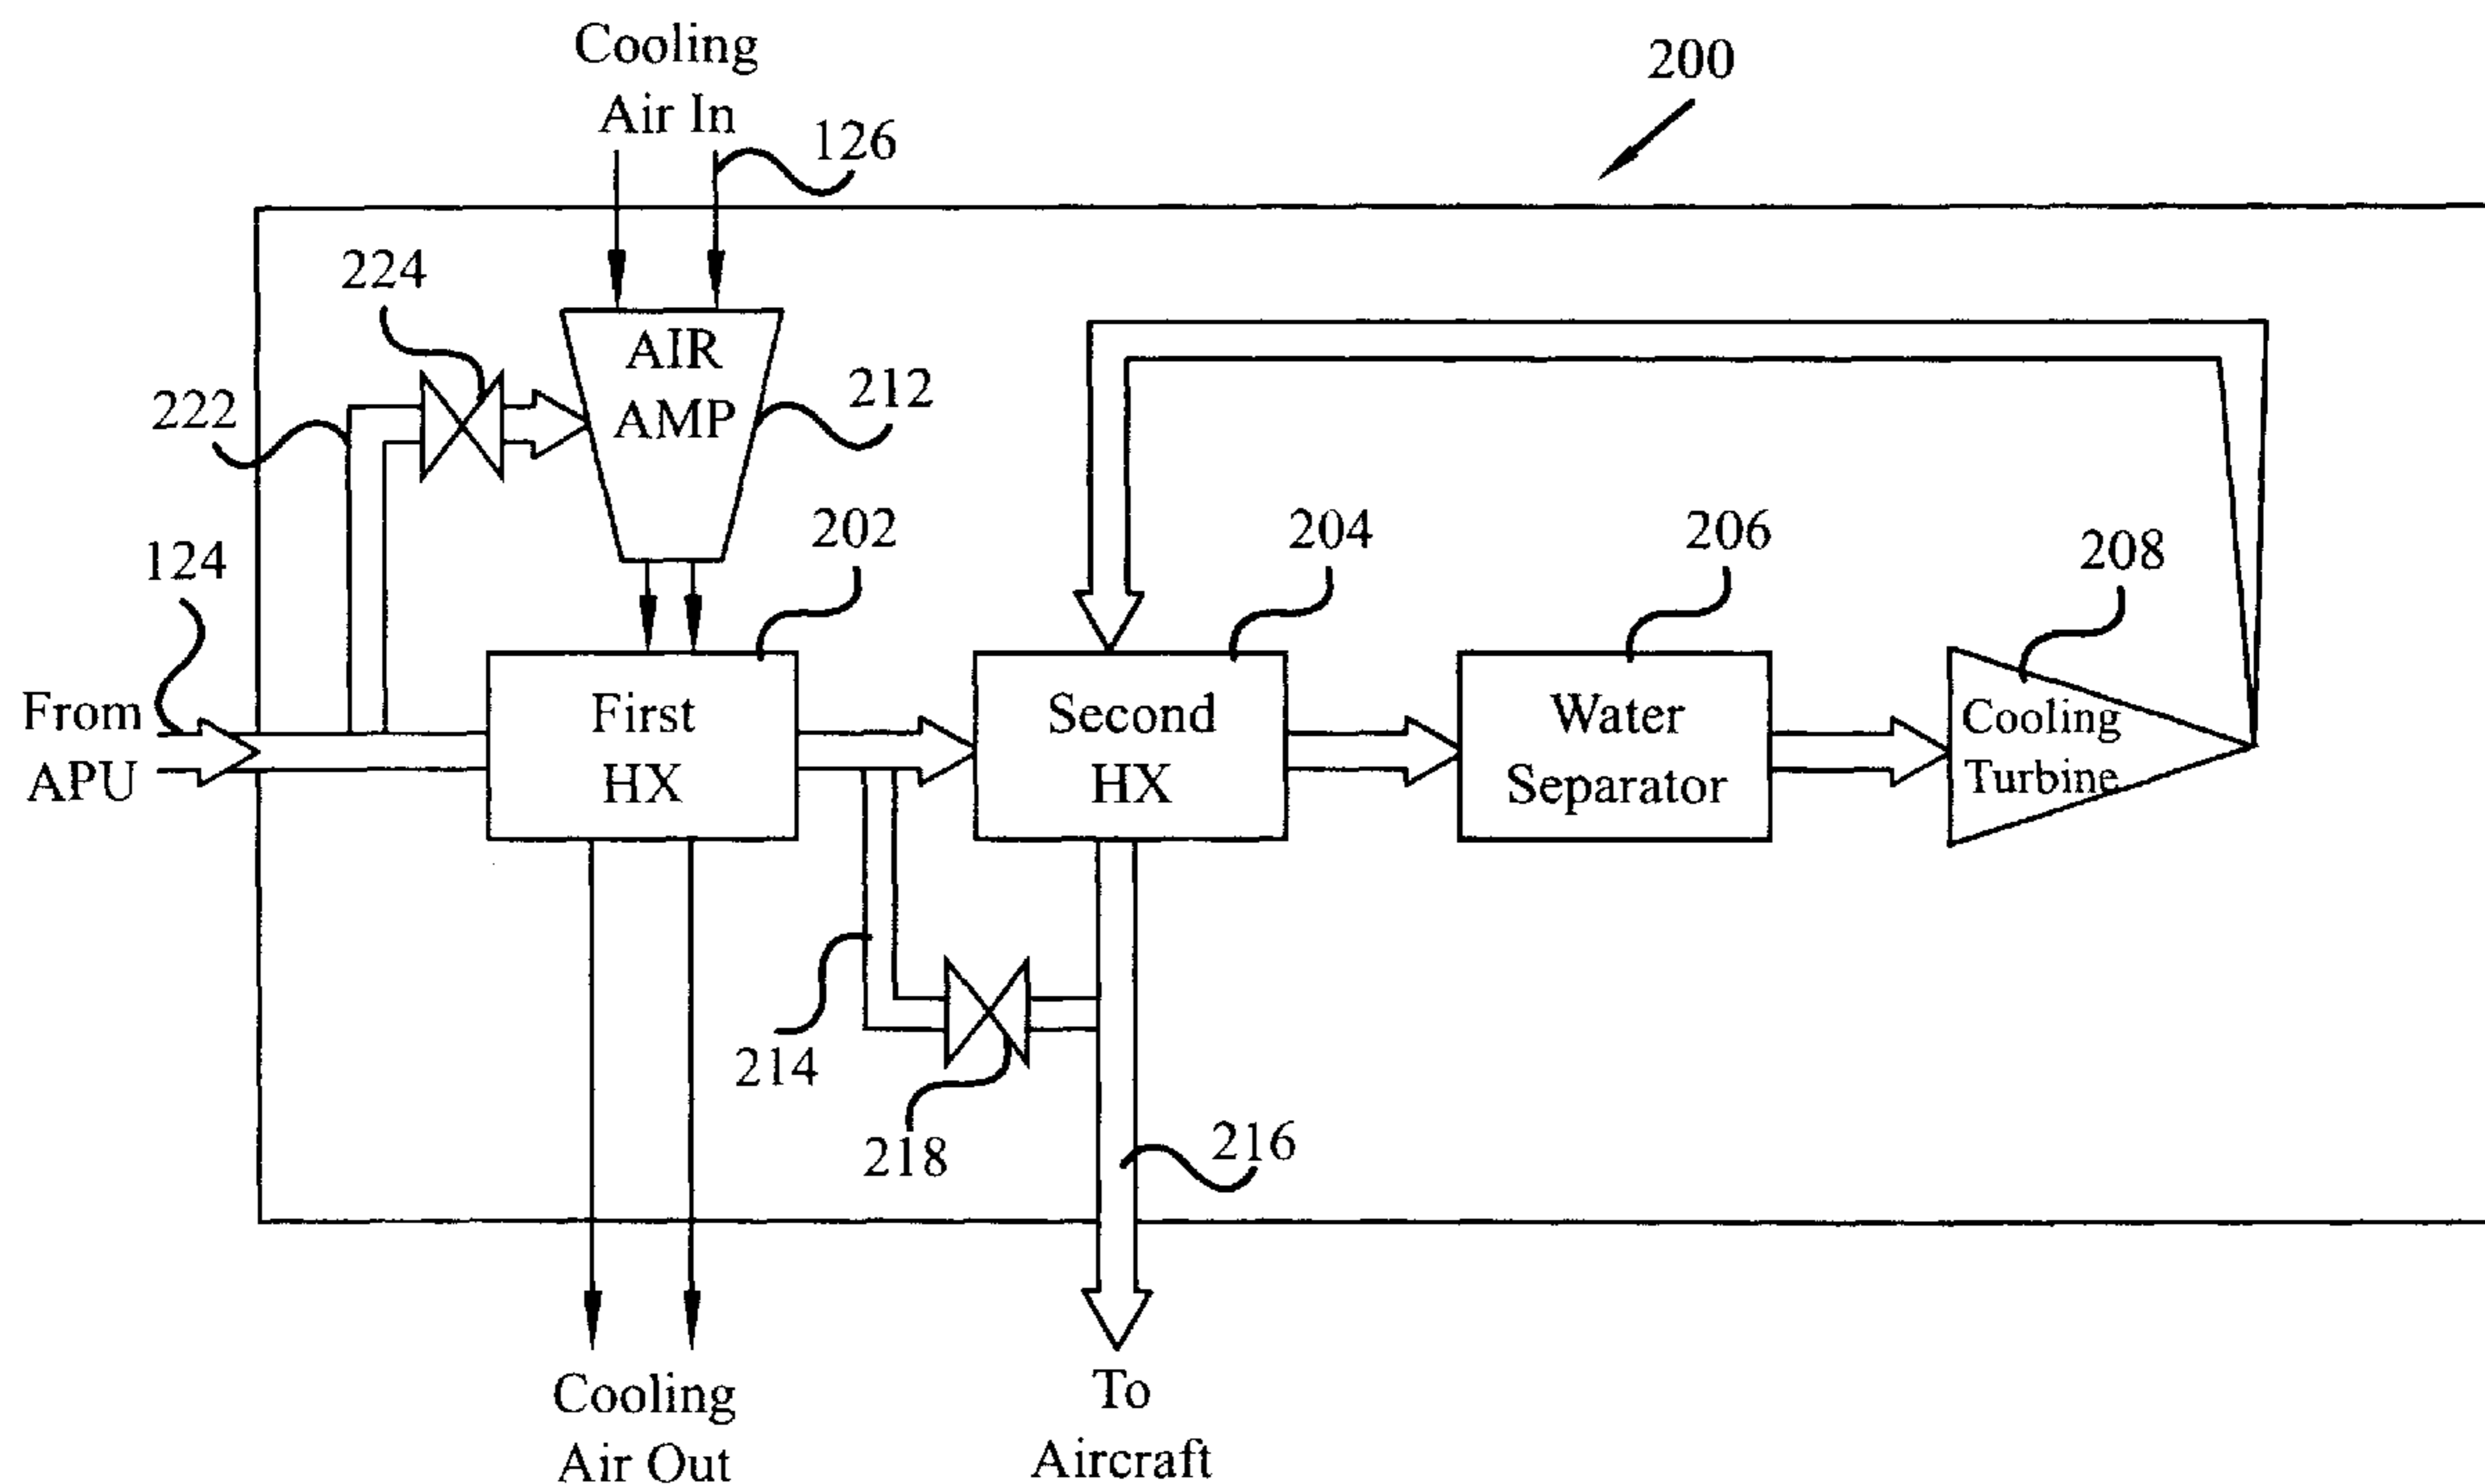 Cooling
Air In
200
126
224
AIR
AMP
222
212
124
202
204
206
208
From
APU
First
HX
Second
HX
Water
Separator
Cooling
Turbine
214
218
216
Cooling
Air Out
To
Aircraft